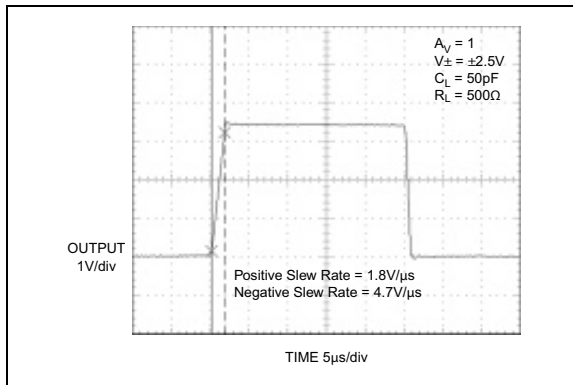 A_V = 1
V± = ±2.5V
C_L = 50pF
R_L = 500Ω
OUTPUT
1V/div
Positive Slew Rate = 1.8V/µs
Negative Slew Rate = 4.7V/µs
TIME 5µs/div